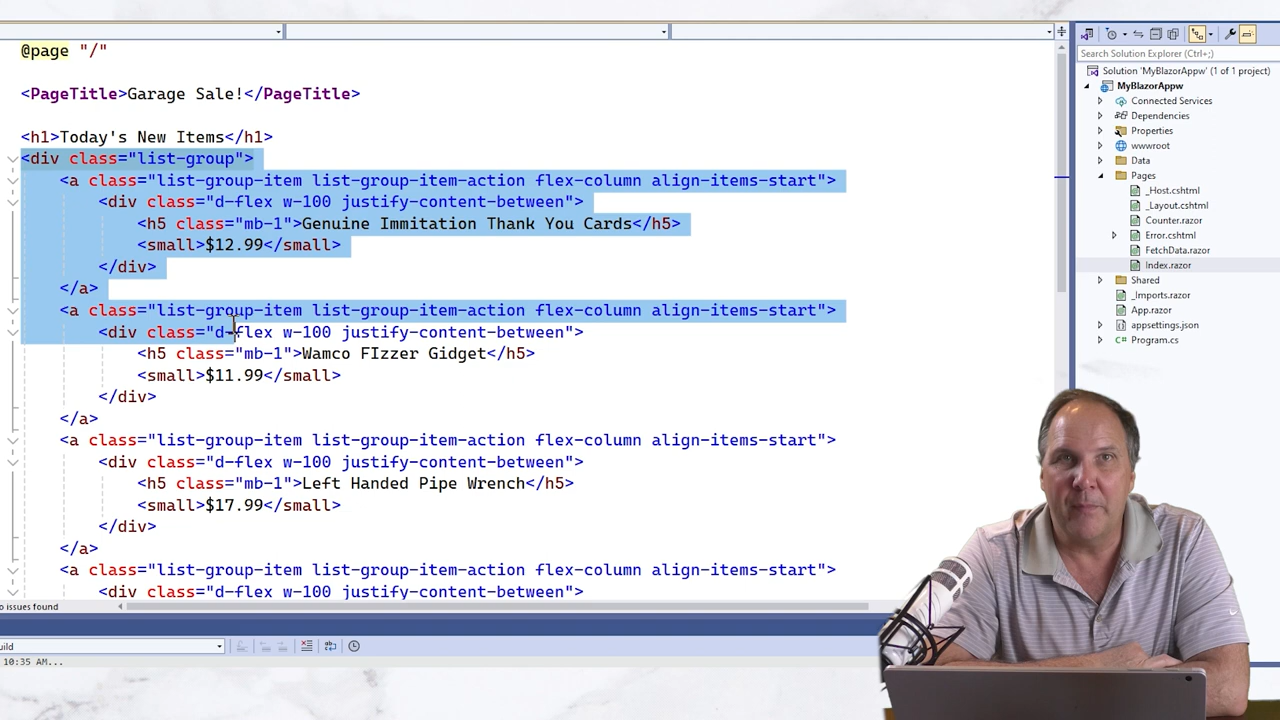 @page "/"
<PageTitle>Garage Sale!</PageTitle>
<h1>Today's New Items</h1>
<div class="list-group">
<a class="list-group-item list-group-item-action flex-column align-items-start">
<div class="d-flex w-100 justify-content-between">
<h5 class="mb-1">Genuine Immitation Thank You Cards</h5>
<small>$12.99</small>
</div>
</a>
<a class="list-group-item list-group-item-action flex-column align-items-start">
<div class="d-flex w-100 justify-content-between">
<h5 class="mb-1">Wamco FIzzer Gidget</h5>
<small>$11.99</small>
</div>
</a>
<a class="list-group-item list-group-item-action flex-column align-items-start">
<div class="d-flex w-100 justify-content-between">
<h5 class="mb-1">Left Handed Pipe Wrench</h5>
<small>$17.99</small>
</div>
</a>
<a class="list-group-item list-group-item-action flex-column align-items-start">
<div class="d-flex w-100 justify-content-between">
o issues found
uild
10:35 AM...
Search Solution Explorer (Ctrl+;)
Solution 'MyBlazorAppw' (1 of 1 project)
MyBlazorAppw
Connected Services
Dependencies
Properties
wwwroot
Data
Pages
_Host.cshtml
_Layout.cshtml
Counter.razor
Error.cshtml
FetchData.razor
Index.razor
Shared
_Imports.razor
App.razor
appsettings.json
C# Program.cs